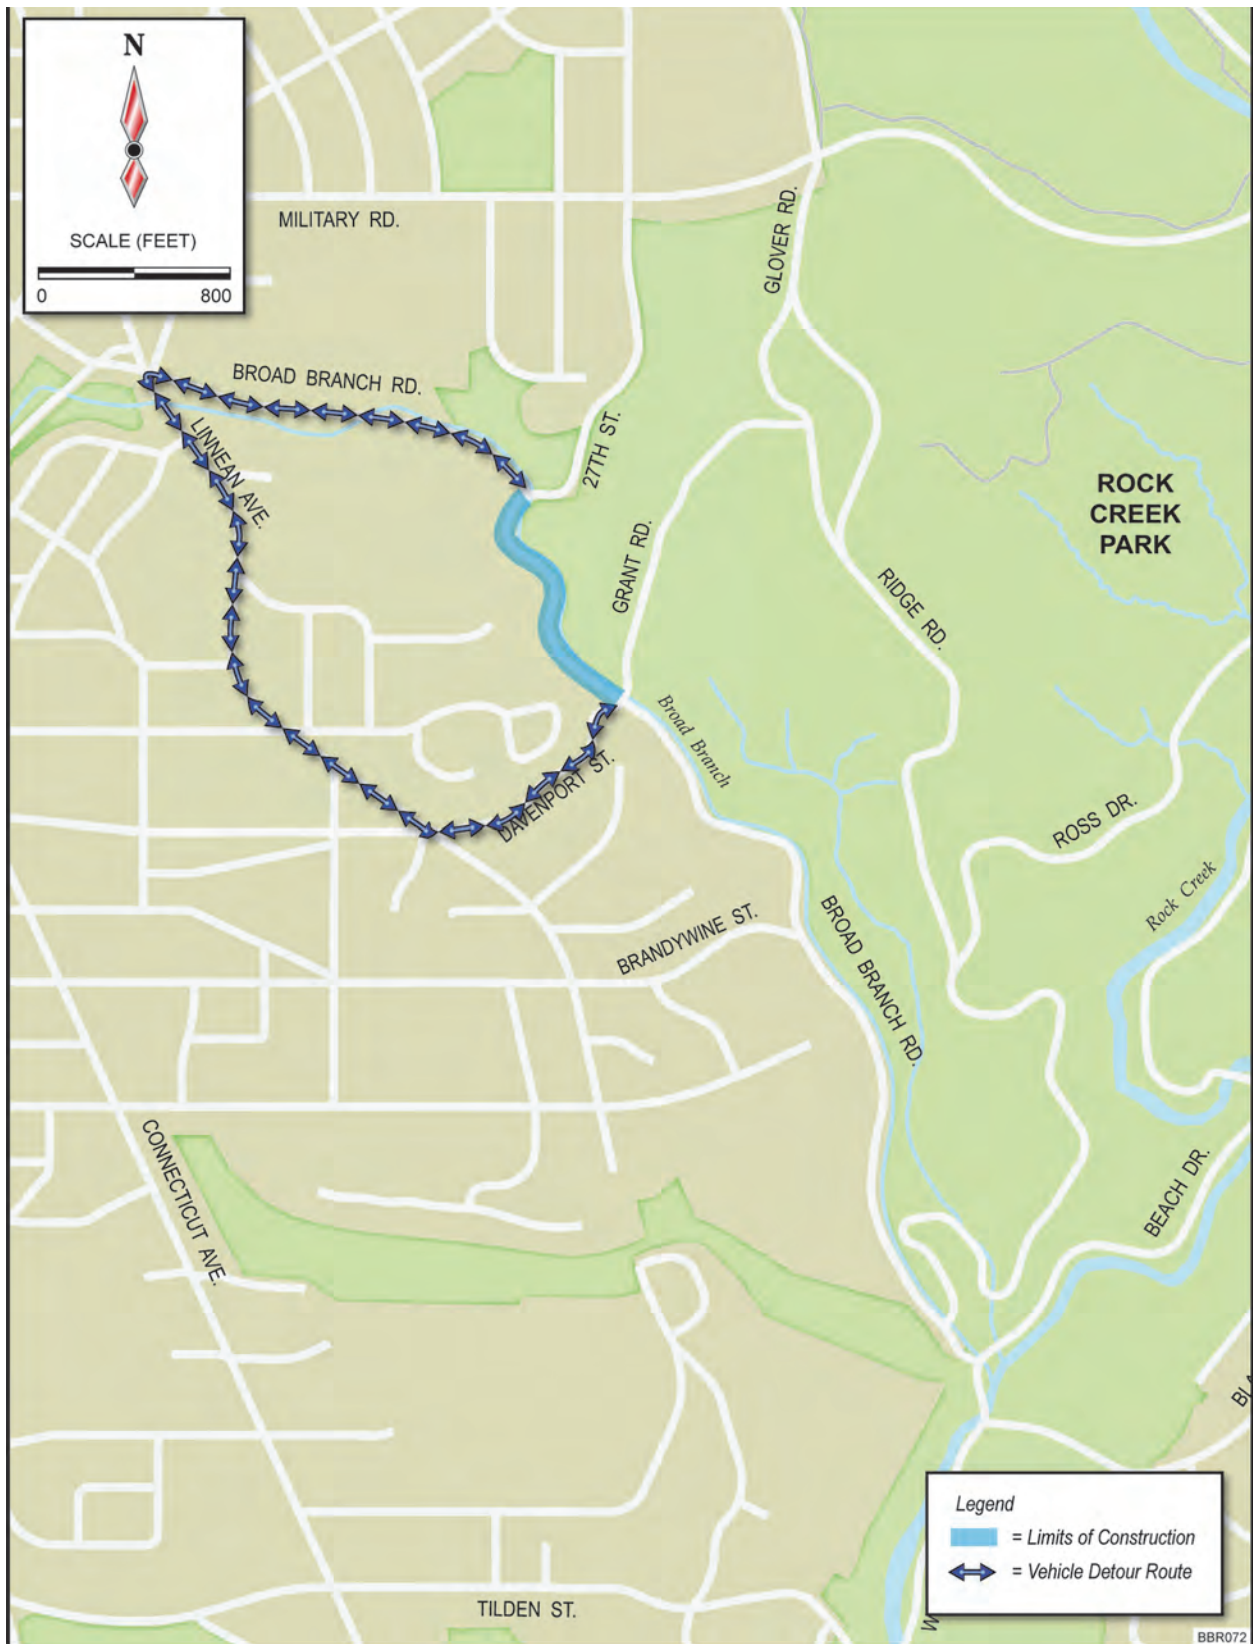 N
SCALE (FEET)
0 800
MILITARY RD.
GLOVER RD.
BROAD BRANCH RD.
LINNEAN AVE.
27TH ST.
ROCK
CREEK
PARK
GRANT RD.
RIDGE RD.
Broad Branch
DAVENPORT ST.
ROSS DR.
Rock Creek
BRANDYWINE ST.
BROAD BRANCH RD.
CONNECTICUT AVE.
BEACH DR.
TILDEN ST.
Legend
= Limits of Construction
= Vehicle Detour Route
BBR072